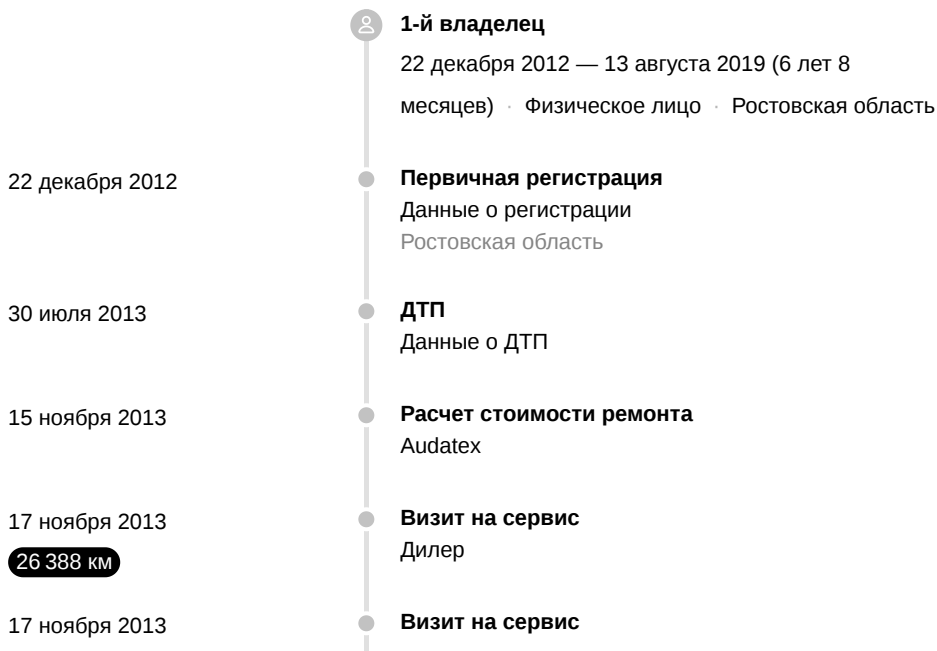 1-й владелец
22 декабря 2012 — 13 августа 2019 (6 лет 8
месяцев) · Физическое лицо · Ростовская область
22 декабря 2012
Первичная регистрация
Данные о регистрации
Ростовская область
30 июля 2013
ДТП
Данные о ДТП
15 ноября 2013
Расчет стоимости ремонта
Audatex
17 ноября 2013
26 388 км
Визит на сервис
Дилер
17 ноября 2013
Визит на сервис